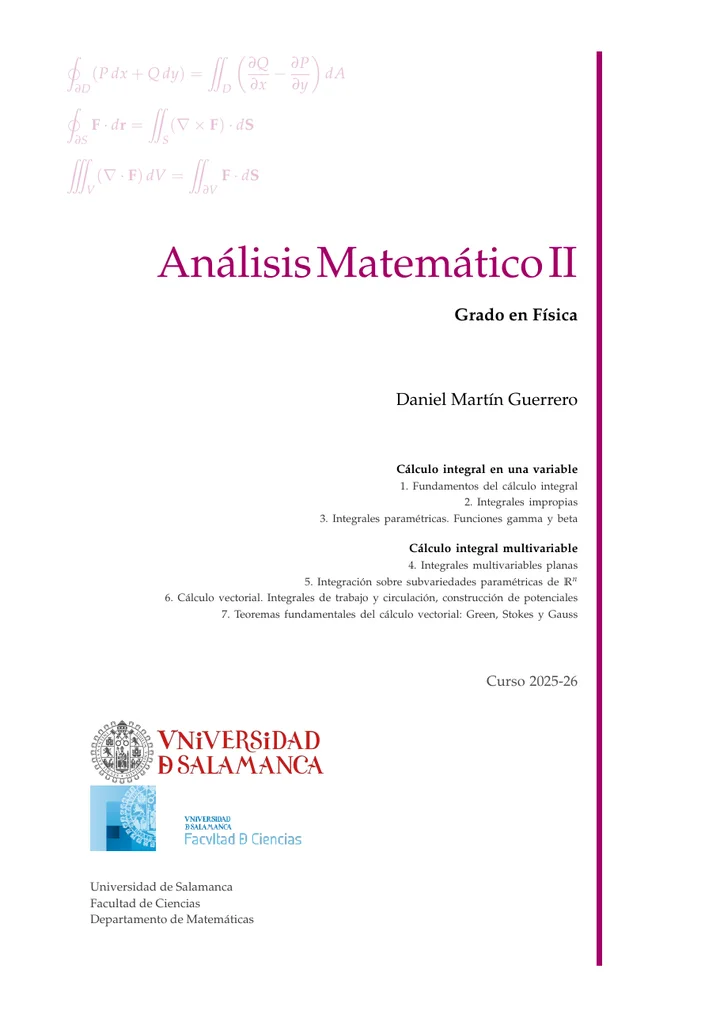 ∮_{∂D} (P dx + Q dy) = ∬_D (∂Q/∂x − ∂P/∂y) dA
∮_{∂S} F · dr = ∬_S (∇ × F) · dS
∭_V (∇ · F) dV = ∬_{∂V} F · dS
Análisis Matemático II
Grado en Física
Daniel Martín Guerrero
Cálculo integral en una variable
1. Fundamentos del cálculo integral
2. Integrales impropias
3. Integrales paramétricas. Funciones gamma y beta
Cálculo integral multivariable
4. Integrales multivariables planas
5. Integración sobre subvariedades paramétricas de ℝⁿ
6. Cálculo vectorial. Integrales de trabajo y circulación, construcción de potenciales
7. Teoremas fundamentales del cálculo vectorial: Green, Stokes y Gauss
Curso 2025-26
VNiVERSiDAD
D SALAMANCA
VNIVERSIDAD
D SALAMANCA
Facvltad D Ciencias
Universidad de Salamanca
Facultad de Ciencias
Departamento de Matemáticas